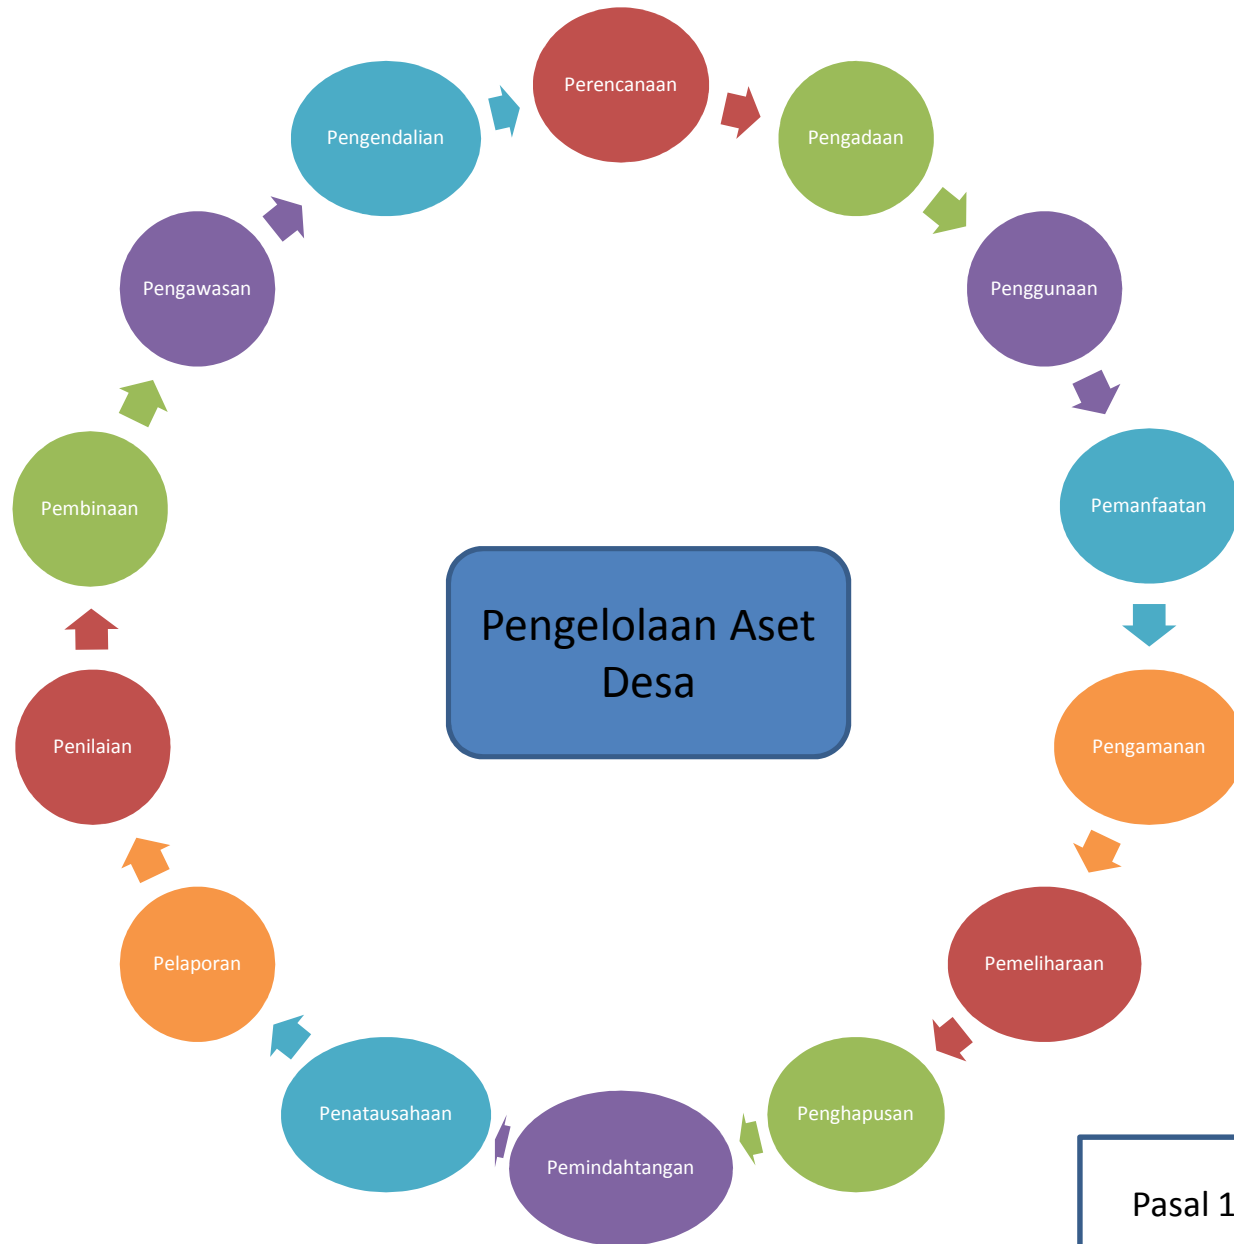 Perencanaan
Pengadaan
Penggunaan
Pemanfaatan
Pengamanan
Pemeliharaan
Penghapusan
Pemindahtangan
Penatausahaan
Pelaporan
Penilaian
Pembinaan
Pengawasan
Pengendalian
Pengelolaan Aset
Desa
Pasal 1